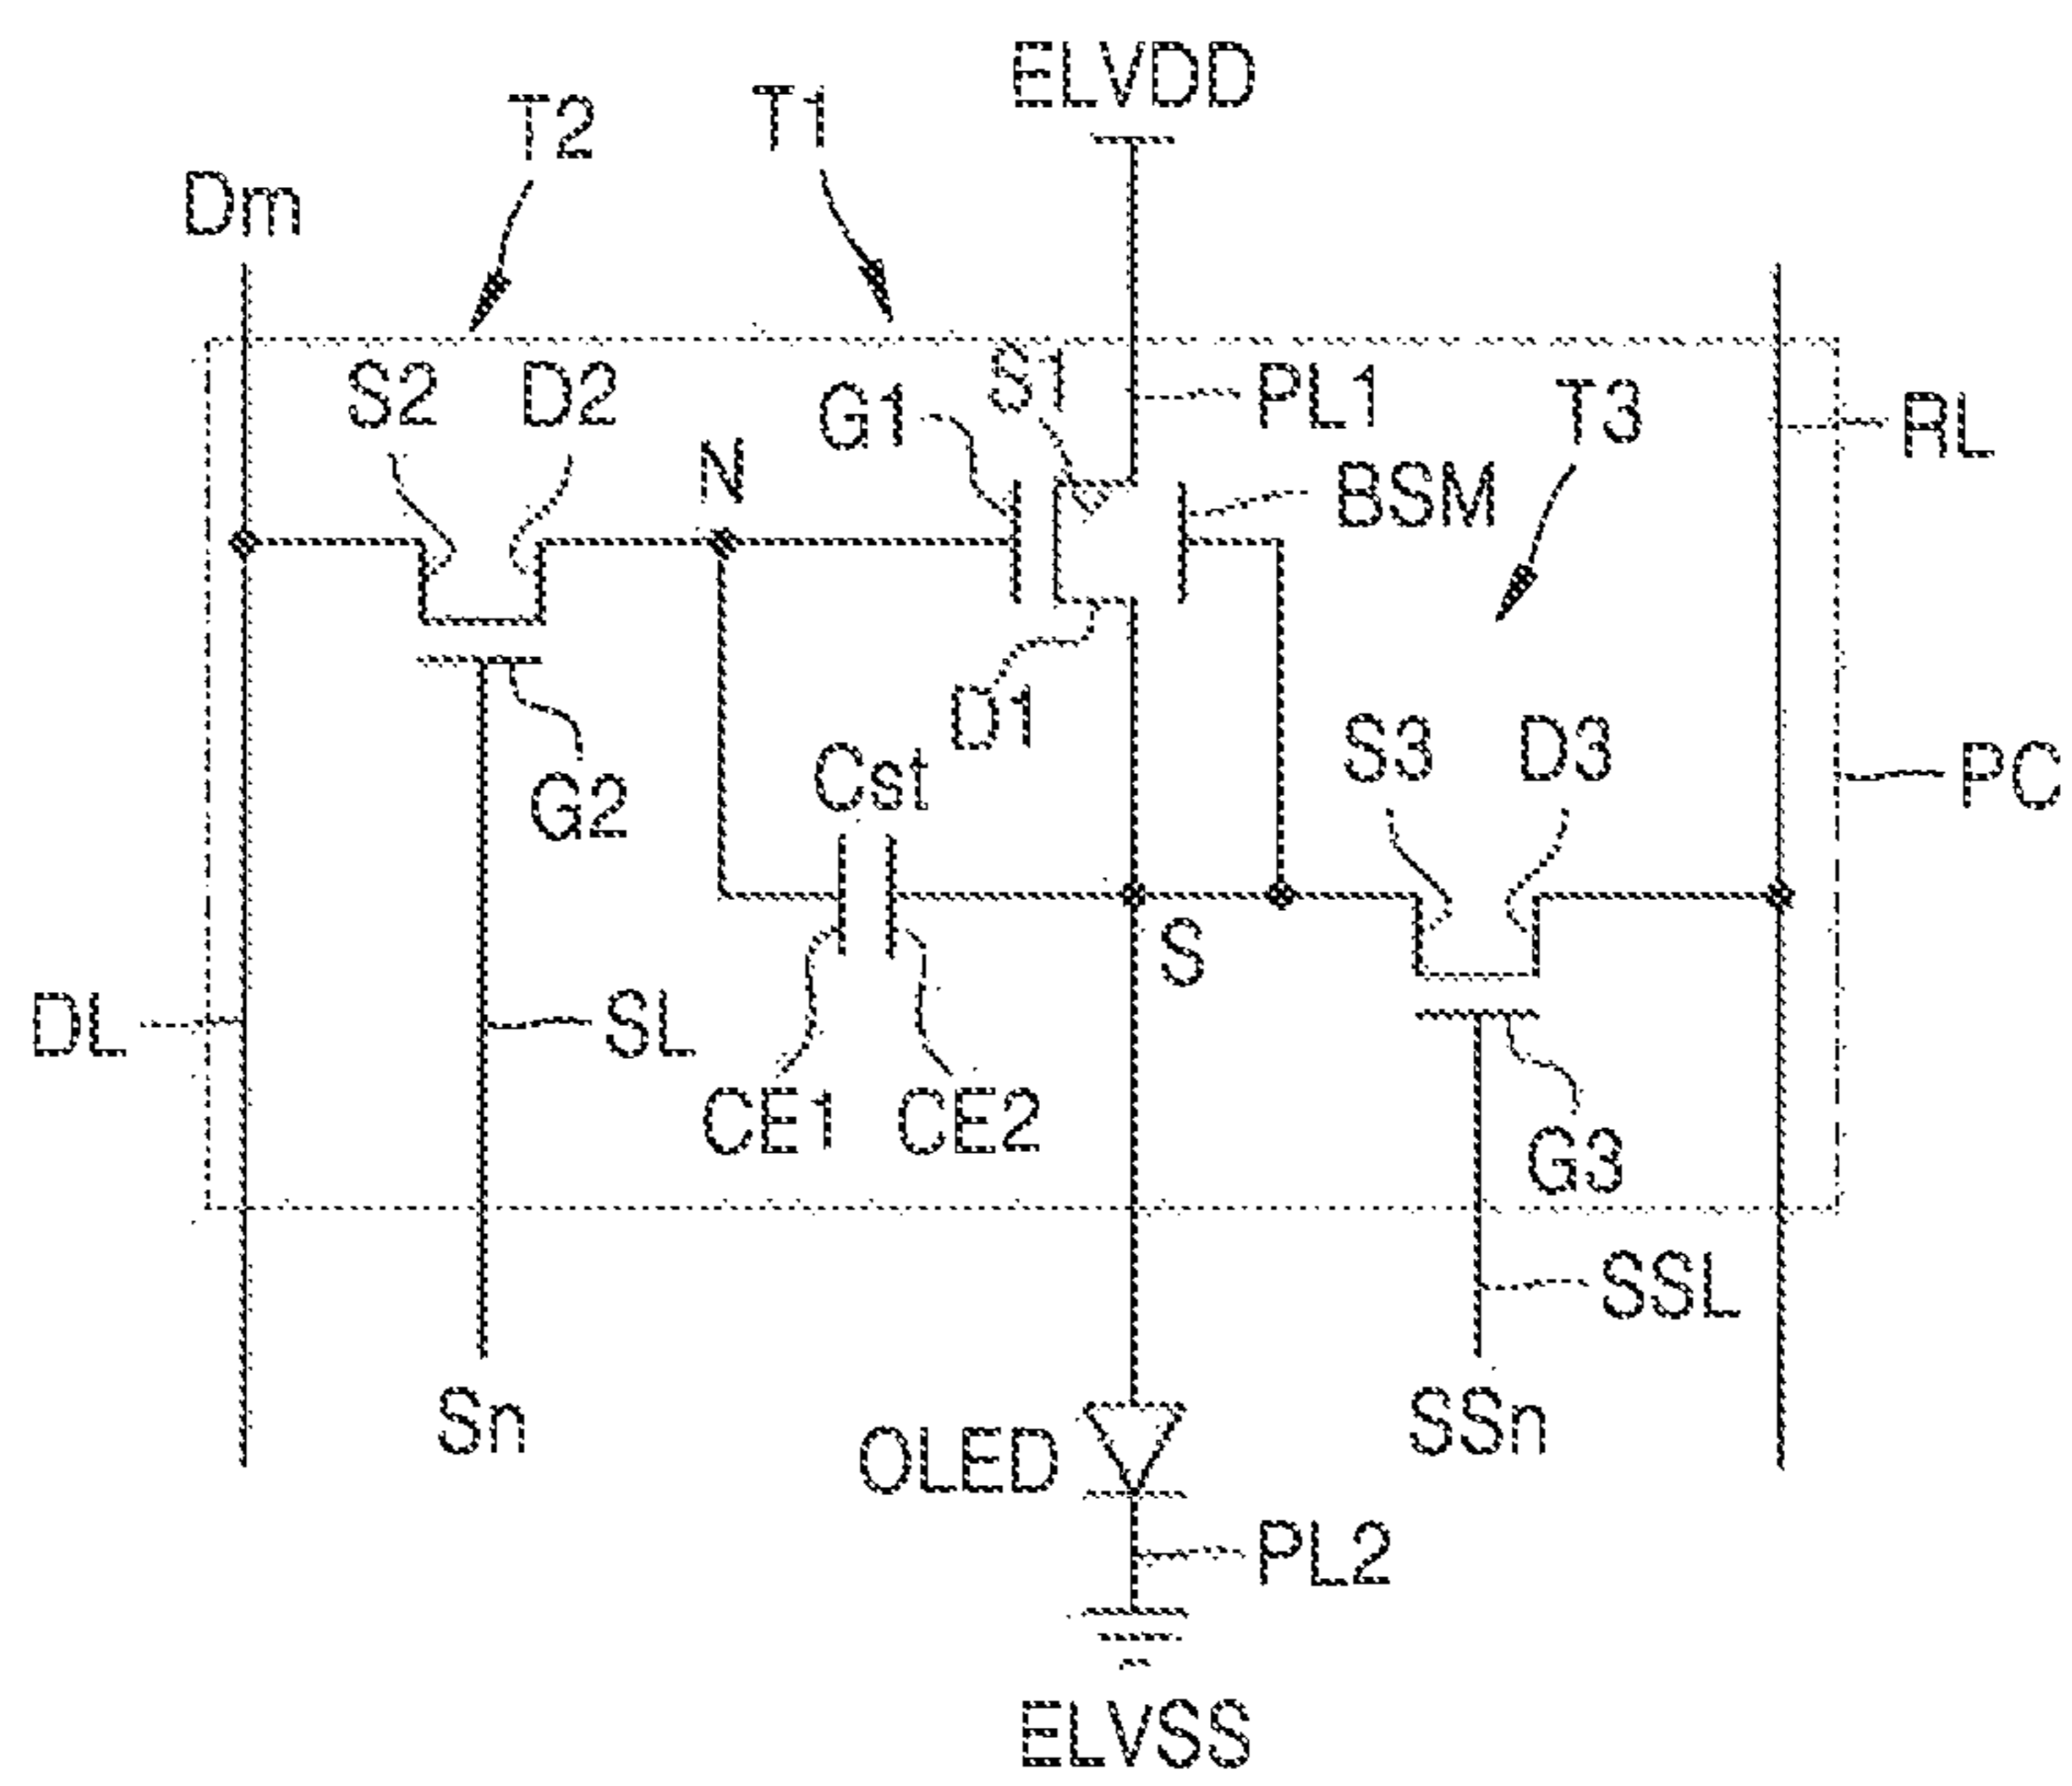 ELVDD
T2
T1
Dm
S2
D2
G1
S1
PL1
T3
RL
N
BSM
D1
S3
D3
PC
Cst
G2
S
DL
SL
CE1
CE2
G3
SSL
Sn
SSn
OLED
PL2
ELVSS